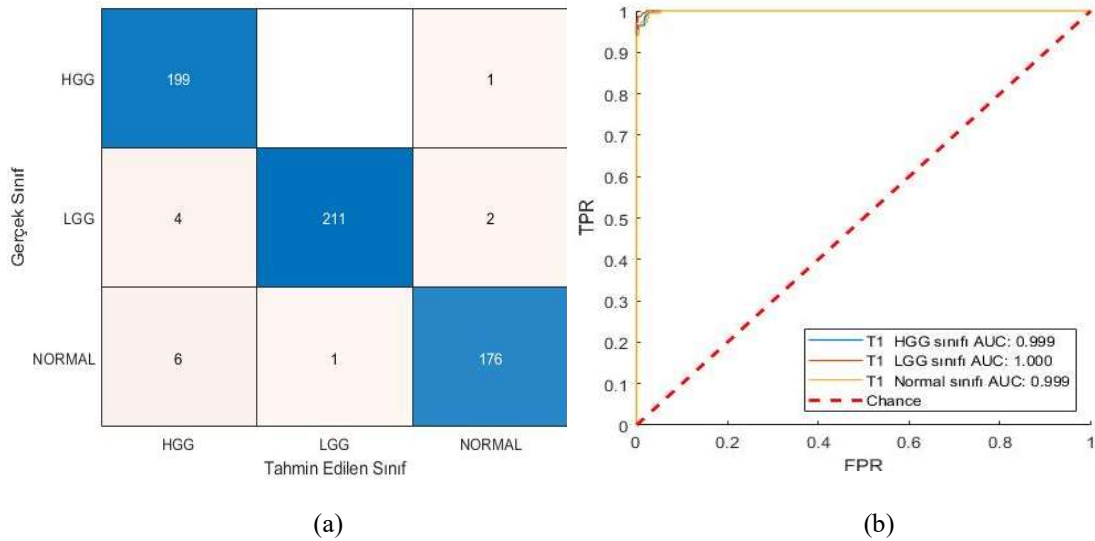 HGG
199
1
LGG
4
211
2
NORMAL
6
1
176
HGG
LGG
NORMAL
Gerçek Sınıf
Tahmin Edilen Sınıf
(a)
1
0.9
0.8
0.7
0.6
0.5
0.4
0.3
0.2
0.1
0
0
0.2
0.4
0.6
0.8
1
TPR
FPR
T1 HGG sınıfı AUC: 0.999
T1 LGG sınıfı AUC: 1.000
T1 Normal sınıfı AUC: 0.999
Chance
(b)